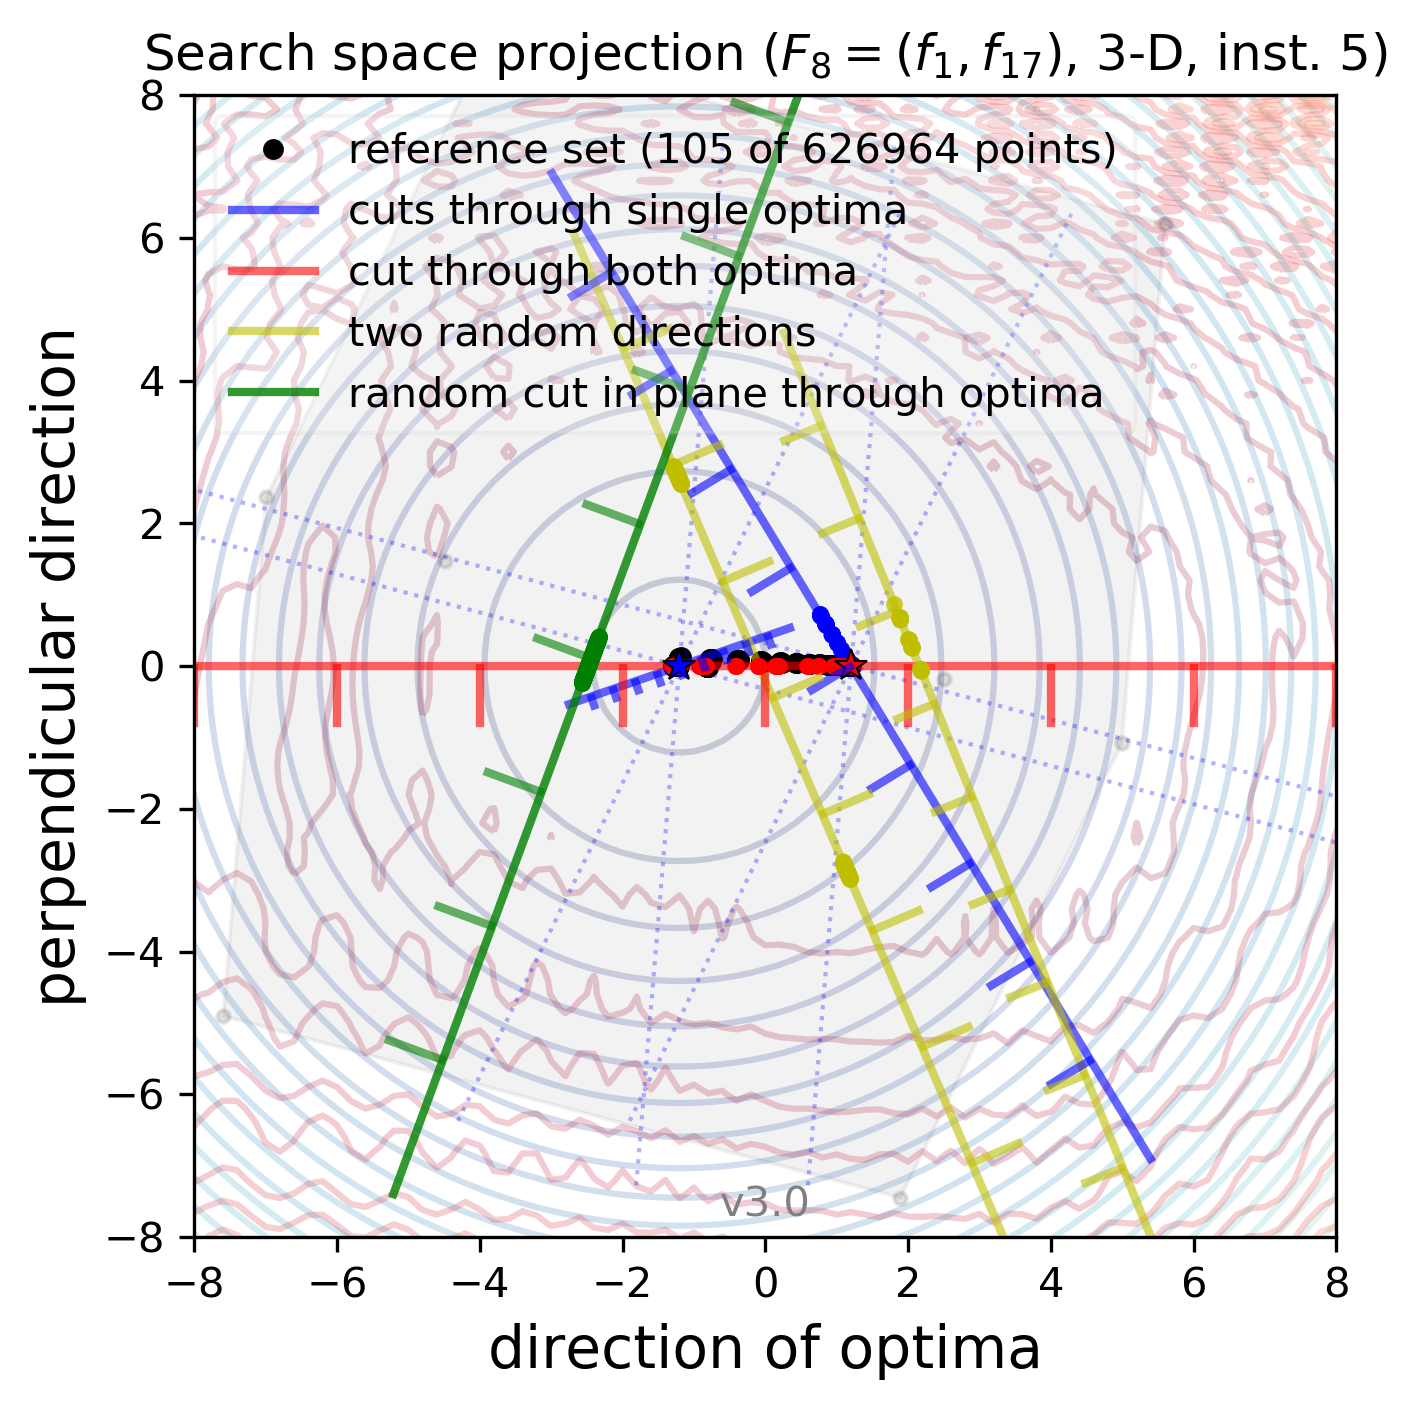 Search space projection (F₈ = (f₁, f₁₇), 3-D, inst. 5)
reference set (105 of 626964 points)
cuts through single optima
cut through both optima
two random directions
random cut in plane through optima
perpendicular direction
8
6
4
2
0
−2
−4
−6
−8
v3.0
−8 −6 −4 −2 0 2 4 6 8
direction of optima